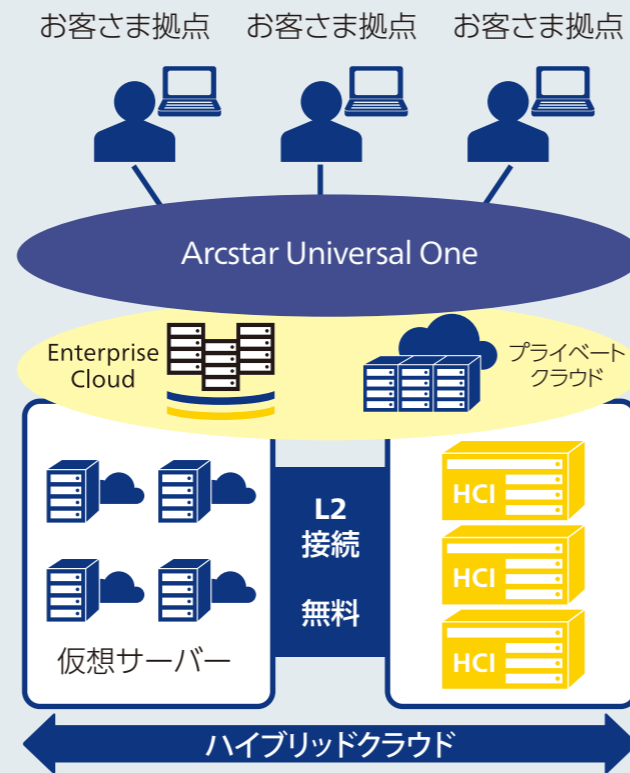 お客さま拠点 お客さま拠点 お客さま拠点
Arcstar Universal One
Enterprise
Cloud
プライベート
クラウド
L2
接続
無料
HCI
HCI
HCI
仮想サーバー
ハイブリッドクラウド